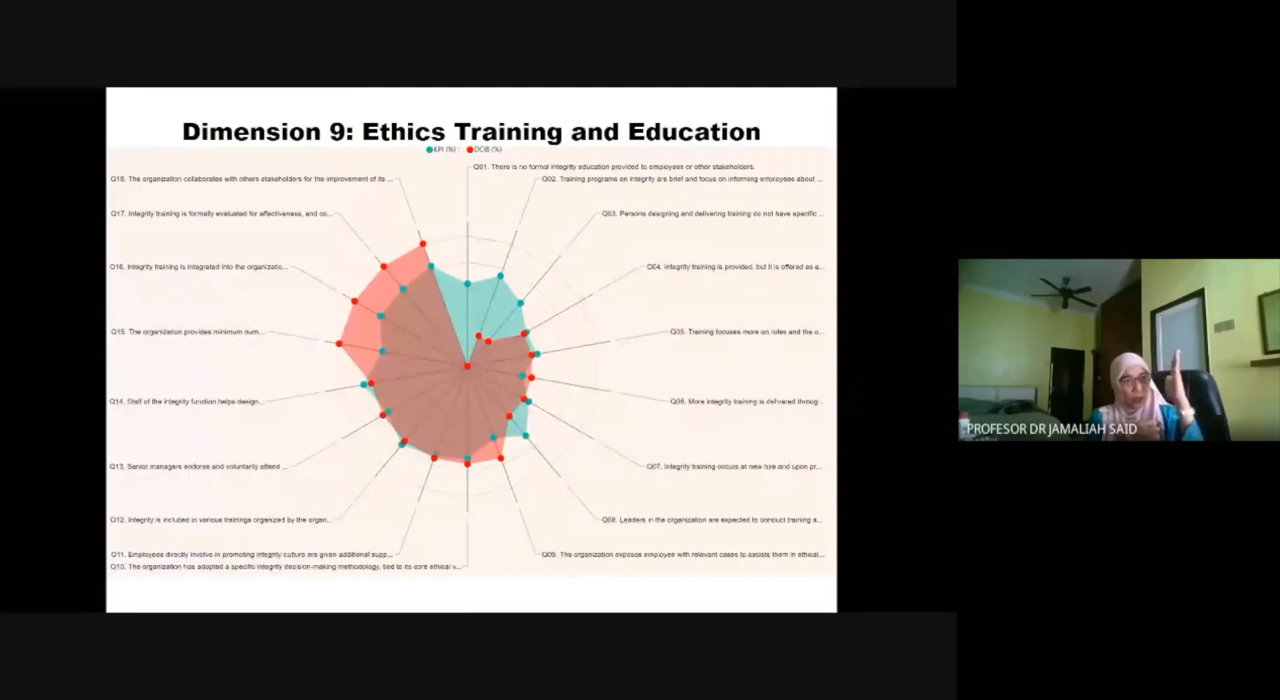 Dimension 9: Ethics Training and Education
KPI (%) DOB (%)
Q01. There is no formal integrity education provided to employees or other stakeholders.
Q02. Training programs on integrity are brief and focus on informing employees about ...
Q03. Persons designing and delivering training do not have specific ...
Q04. Integrity training is provided, but it is offered as a...
Q05. Training focuses more on rules and the o...
Q06. More integrity training is delivered throug...
Q07. Integrity training occurs at new hire and upon pr...
Q08. Leaders in the organization are expected to conduct training a...
Q09. The organization exposes employee with relevant cases to assists them in ethical...
Q10. The organization has adopted a specific integrity decision-making methodology, tied to its core ethical v...
Q11. Employees directly involve in promoting integrity culture are given additional supp...
Q12. Integrity is included in various trainings organized by the organ...
Q13. Senior managers endorse and voluntarily attend ...
Q14. Staff of the integrity function helps design...
Q15. The organization provides minimum num...
Q16. Integrity training is integrated into the organizatio...
Q17. Integrity training is formally evaluated for effectiveness, and co...
Q18. The organization collaborates with others stakeholders for the improvement of its ...
PROFESOR DR JAMALIAH SAID